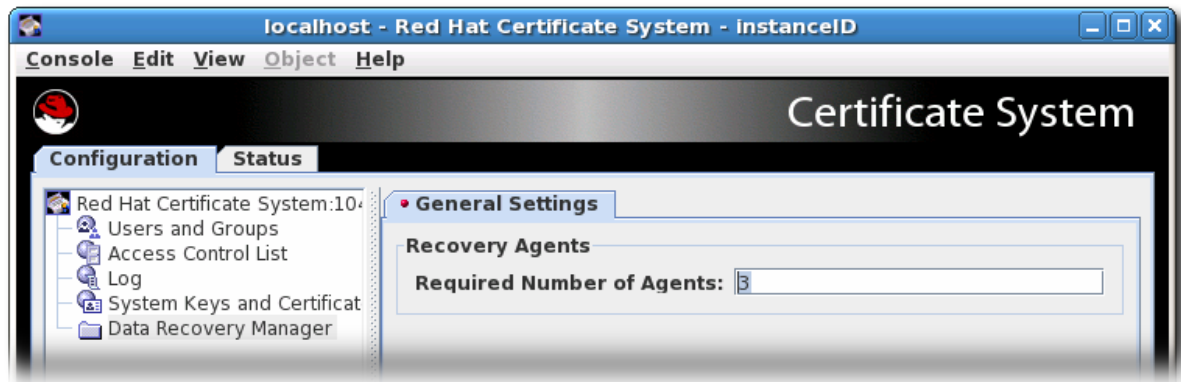 localhost - Red Hat Certificate System - instanceID
Console Edit View Object Help
Certificate System
Configuration Status
Red Hat Certificate System:104
Users and Groups
Access Control List
Log
System Keys and Certificat
Data Recovery Manager
General Settings
Recovery Agents
Required Number of Agents: 3